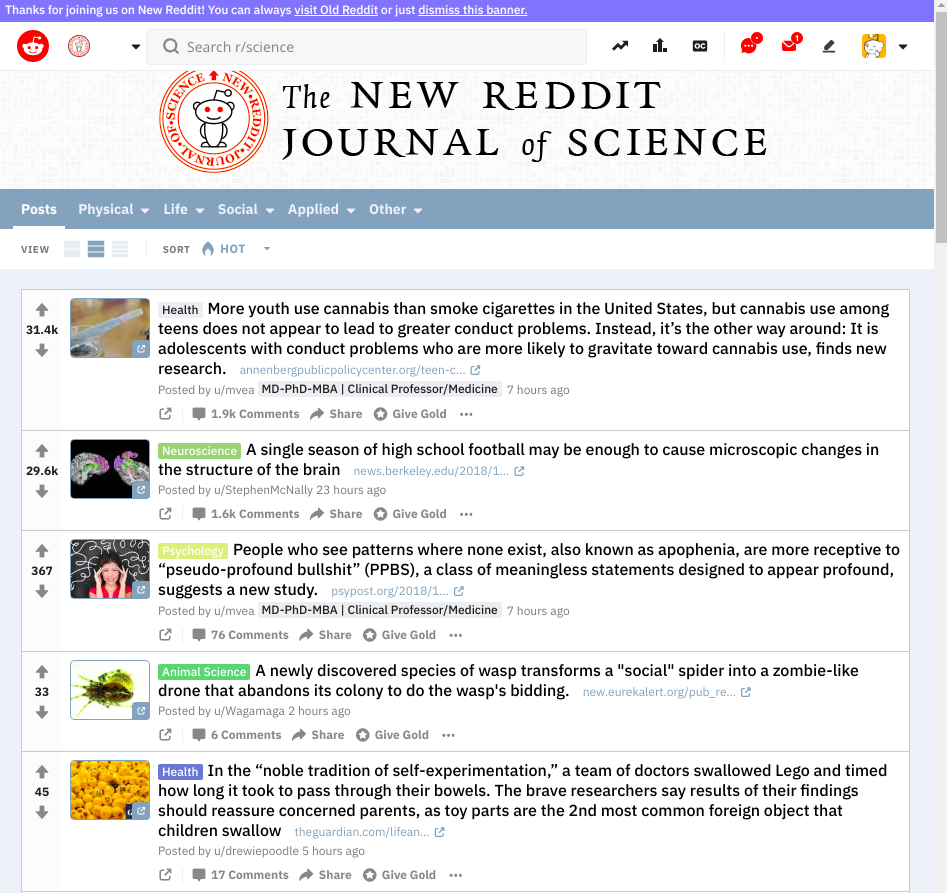 Thanks for joining us on New Reddit! You can always visit Old Reddit or just dismiss this banner.
Search r/science
1
NEW·REDDIT·JOURNAL·OF·SCIENCE
The NEW REDDIT
JOURNAL of SCIENCE
Posts Physical Life Social Applied Other
VIEW SORT HOT
31.4k
Health More youth use cannabis than smoke cigarettes in the United States, but cannabis use among
teens does not appear to lead to greater conduct problems. Instead, it’s the other way around: It is
adolescents with conduct problems who are more likely to gravitate toward cannabis use, finds new
research. annenbergpublicpolicycenter.org/teen-c...
Posted by u/mvea MD-PhD-MBA | Clinical Professor/Medicine 7 hours ago
1.9k Comments Share Give Gold ...
29.6k
Neuroscience A single season of high school football may be enough to cause microscopic changes in
the structure of the brain news.berkeley.edu/2018/1...
Posted by u/StephenMcNally 23 hours ago
1.6k Comments Share Give Gold ...
367
Psychology People who see patterns where none exist, also known as apophenia, are more receptive to
“pseudo-profound bullshit” (PPBS), a class of meaningless statements designed to appear profound,
suggests a new study. psypost.org/2018/1...
Posted by u/mvea MD-PhD-MBA | Clinical Professor/Medicine 7 hours ago
76 Comments Share Give Gold ...
33
Animal Science A newly discovered species of wasp transforms a "social" spider into a zombie-like
drone that abandons its colony to do the wasp's bidding. new.eurekalert.org/pub_re...
Posted by u/Wagamaga 2 hours ago
6 Comments Share Give Gold ...
45
Health In the “noble tradition of self-experimentation,” a team of doctors swallowed Lego and timed
how long it took to pass through their bowels. The brave researchers say results of their findings
should reassure concerned parents, as toy parts are the 2nd most common foreign object that
children swallow theguardian.com/lifean...
Posted by u/drewiepoodle 5 hours ago
17 Comments Share Give Gold ...